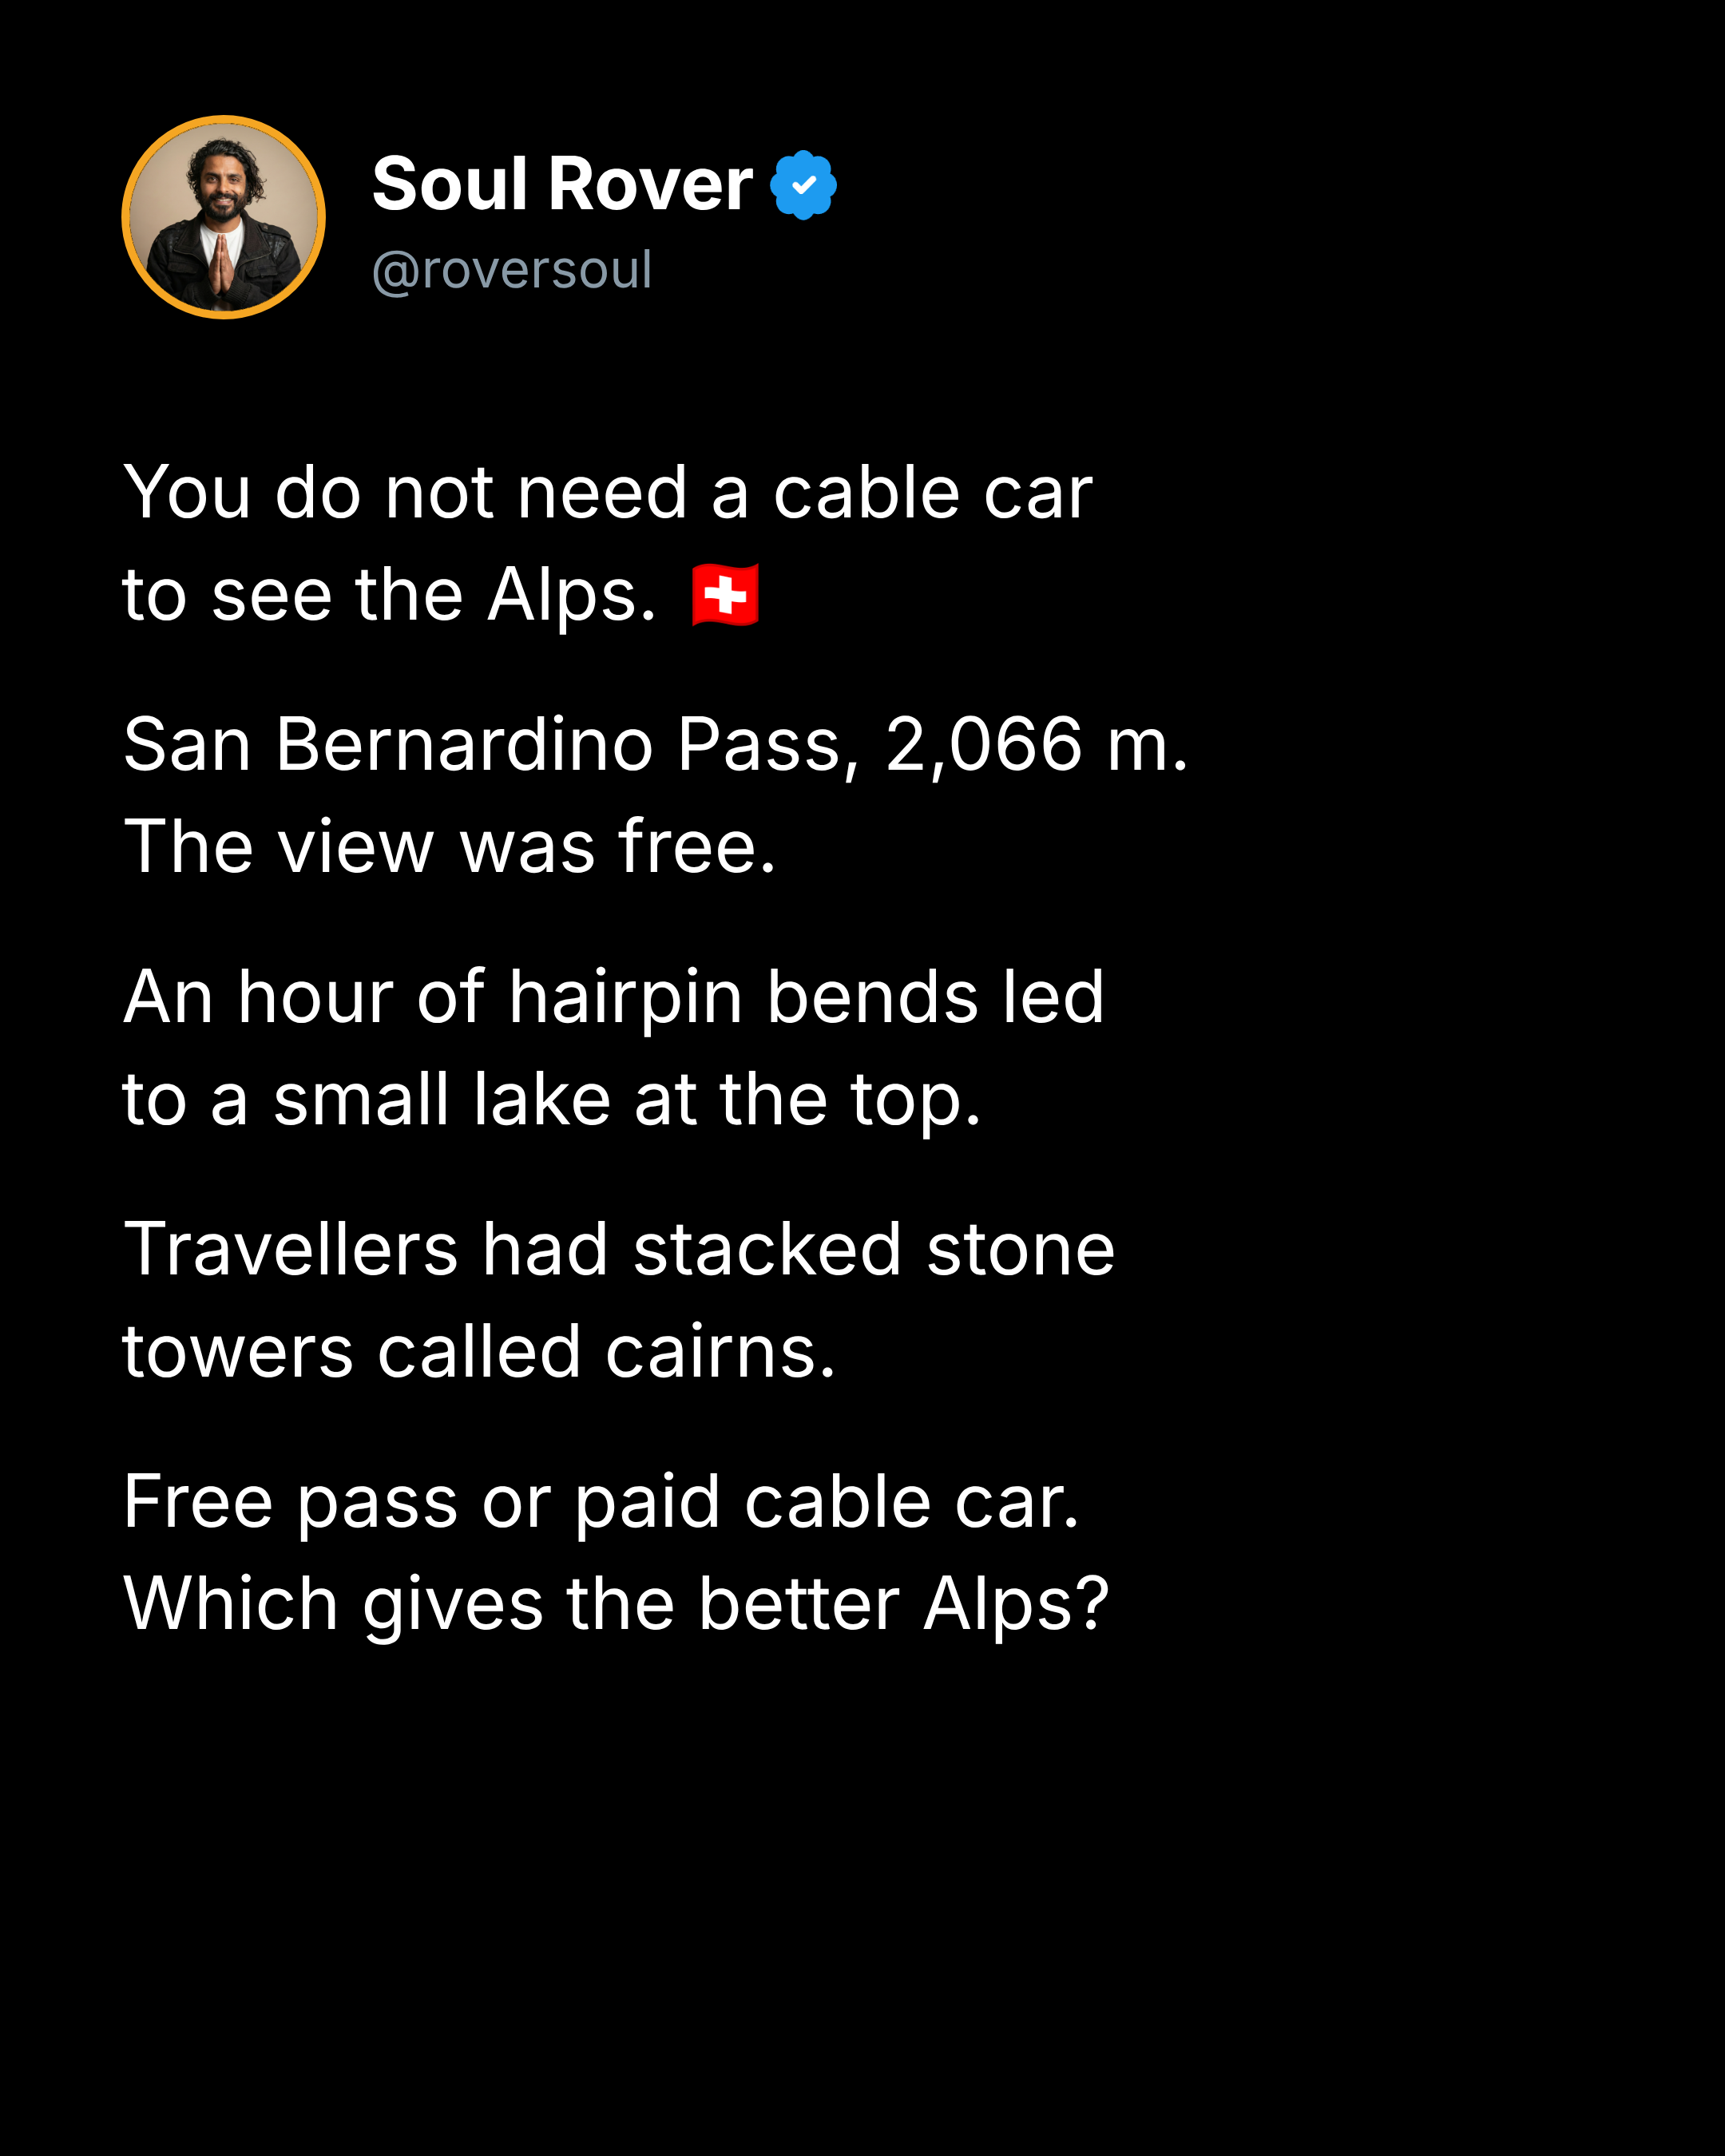 Soul Rover
@roversoul
You do not need a cable car
to see the Alps. 🇨🇭
San Bernardino Pass, 2,066 m.
The view was free.
An hour of hairpin bends led
to a small lake at the top.
Travellers had stacked stone
towers called cairns.
Free pass or paid cable car.
Which gives the better Alps?